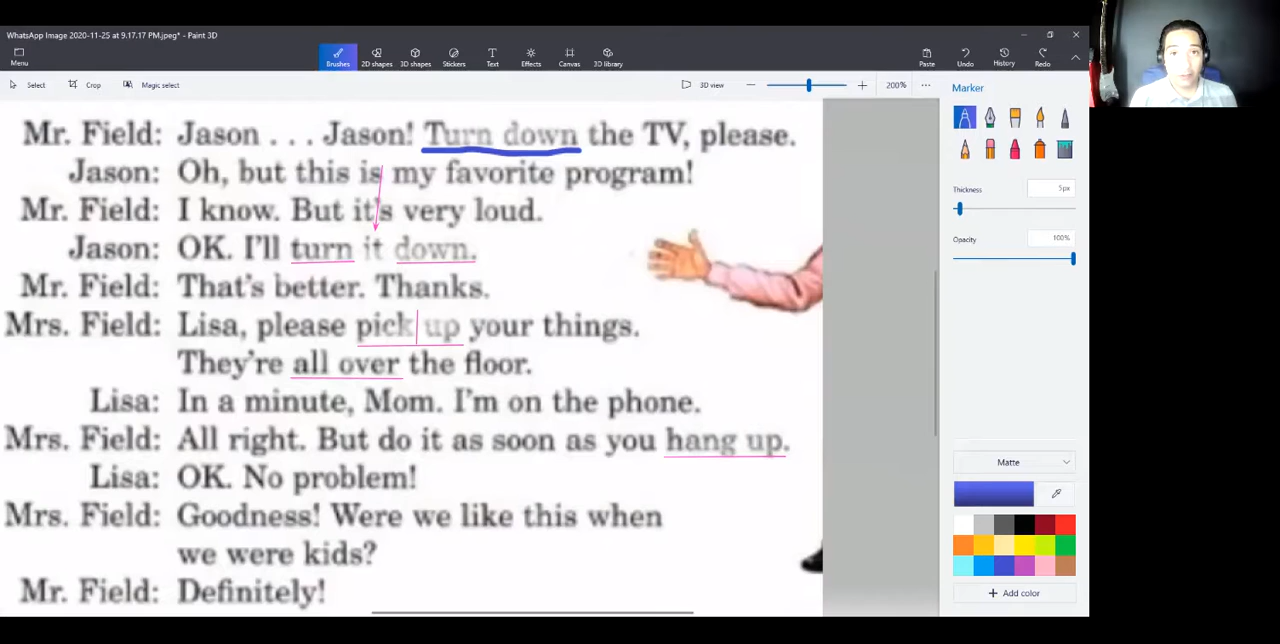 WhatsApp Image 2020-11-25 at 9.17.17 PM.jpeg* - Paint 3D
Menu
Brushes
2D shapes
3D shapes
Stickers
Text
Effects
Canvas
3D library
Paste
Undo
History
Redo
Select
Crop
Magic select
3D view
200%
Marker
Thickness
5px
Opacity
100%
Matte
Add color
Mr. Field: Jason . . . Jason! Turn down the TV, please.
Jason: Oh, but this is my favorite program!
Mr. Field: I know. But it's very loud.
Jason: OK. I'll turn it down.
Mr. Field: That's better. Thanks.
Mrs. Field: Lisa, please pick up your things.
They're all over the floor.
Lisa: In a minute, Mom. I'm on the phone.
Mrs. Field: All right. But do it as soon as you hang up.
Lisa: OK. No problem!
Mrs. Field: Goodness! Were we like this when
we were kids?
Mr. Field: Definitely!